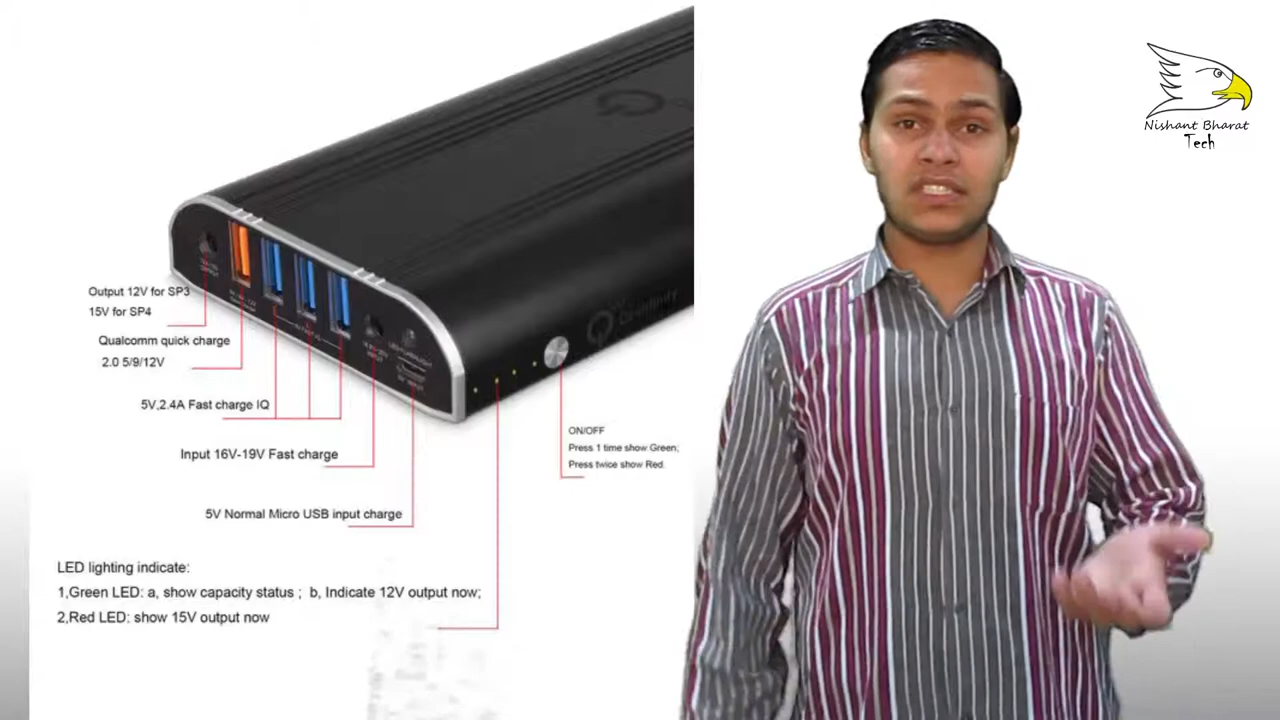 Nishant Bharat
Tech
Output 12V for SP3
15V for SP4
Qualcomm quick charge
2.0 5/9/12V
5V,2.4A Fast charge IQ
Input 16V-19V Fast charge
5V Normal Micro USB input charge
ON/OFF
Press 1 time show Green;
Press twice show Red.
LED lighting indicate:
1,Green LED: a, show capacity status ; b, Indicate 12V output now;
2,Red LED: show 15V output now